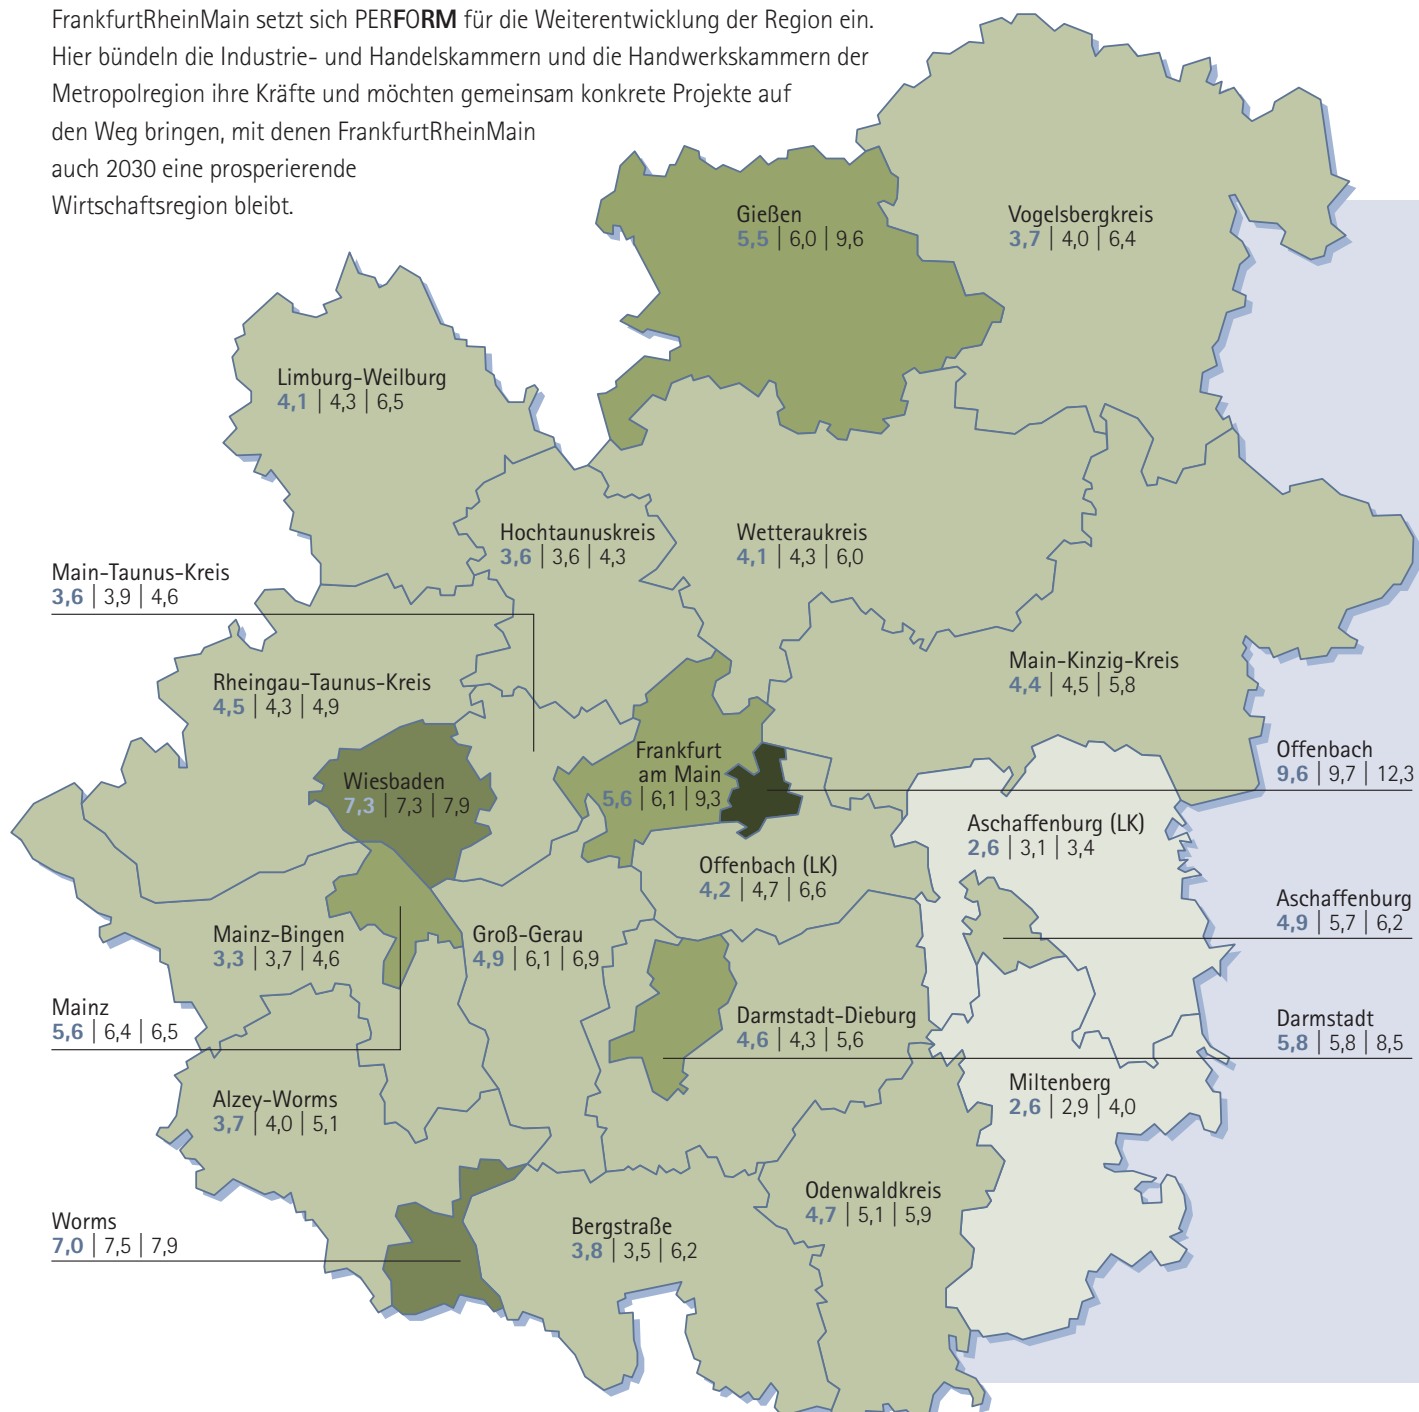 FrankfurtRheinMain setzt sich PERFORM für die Weiterentwicklung der Region ein.
Hier bündeln die Industrie- und Handelskammern und die Handwerkskammern der
Metropolregion ihre Kräfte und möchten gemeinsam konkrete Projekte auf
den Weg bringen, mit denen FrankfurtRheinMain
auch 2030 eine prosperierende
Wirtschaftsregion bleibt.
Gießen
5,5 | 6,0 | 9,6
Vogelsbergkreis
3,7 | 4,0 | 6,4
Limburg-Weilburg
4,1 | 4,3 | 6,5
Hochtaunuskreis
3,6 | 3,6 | 4,3
Wetteraukreis
4,1 | 4,3 | 6,0
Main-Taunus-Kreis
3,6 | 3,9 | 4,6
Rheingau-Taunus-Kreis
4,5 | 4,3 | 4,9
Main-Kinzig-Kreis
4,4 | 4,5 | 5,8
Frankfurt
am Main
5,6 | 6,1 | 9,3
Offenbach
9,6 | 9,7 | 12,3
Wiesbaden
7,3 | 7,3 | 7,9
Aschaffenburg (LK)
2,6 | 3,1 | 3,4
Offenbach (LK)
4,2 | 4,7 | 6,6
Aschaffenburg
4,9 | 5,7 | 6,2
Mainz-Bingen
3,3 | 3,7 | 4,6
Groß-Gerau
4,9 | 6,1 | 6,9
Mainz
5,6 | 6,4 | 6,5
Darmstadt-Dieburg
4,6 | 4,3 | 5,6
Darmstadt
5,8 | 5,8 | 8,5
Alzey-Worms
3,7 | 4,0 | 5,1
Miltenberg
2,6 | 2,9 | 4,0
Odenwaldkreis
4,7 | 5,1 | 5,9
Worms
7,0 | 7,5 | 7,9
Bergstraße
3,8 | 3,5 | 6,2